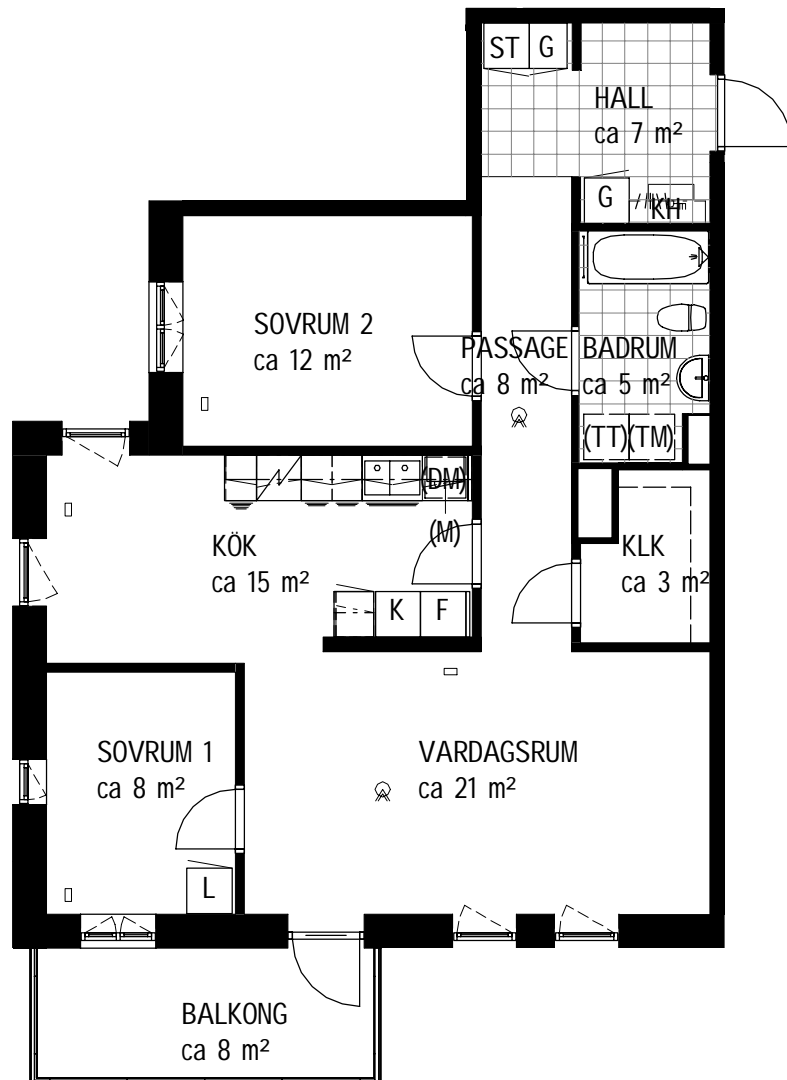 ST G
HALL
ca 7 m²
G
KH
SOVRUM 2
ca 12 m²
PASSAGE
ca 8 m²
BADRUM
ca 5 m²
(TT) (TM)
(DM)
(M)
KÖK
ca 15 m²
KLK
ca 3 m²
K F
SOVRUM 1
ca 8 m²
VARDAGSRUM
ca 21 m²
L
BALKONG
ca 8 m²